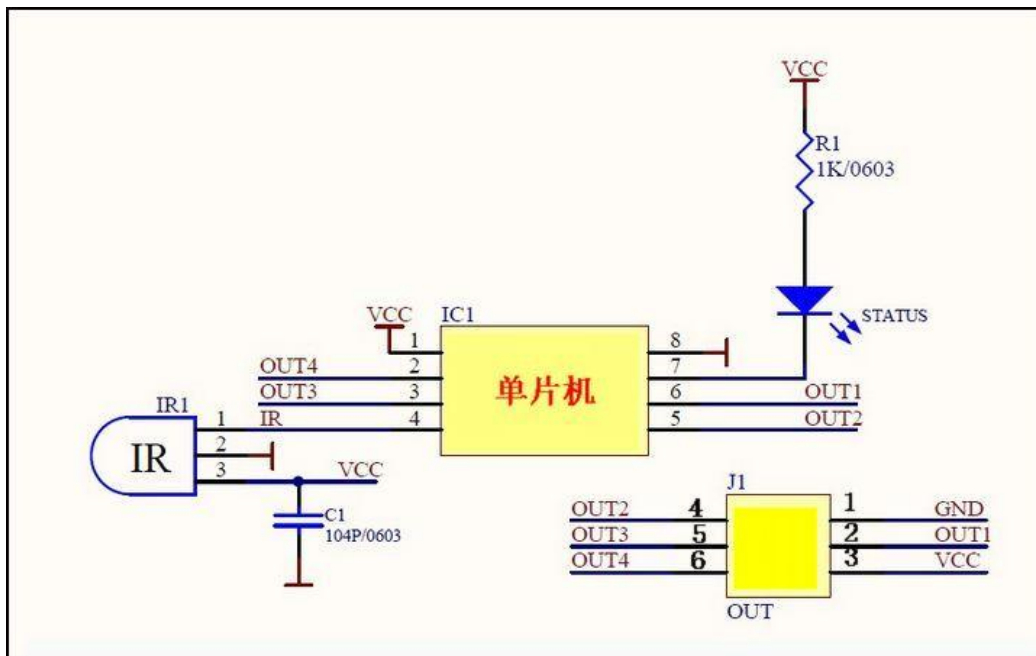 VCC
R1
1K/0603
STATUS
IC1
VCC
1
8
OUT4
2
7
OUT3
3
6
OUT1
IR
4
5
OUT2
单片机
IR1
1
2
3
IR
VCC
C1
104P/0603
J1
OUT2
4
1
GND
OUT3
5
2
OUT1
OUT4
6
3
VCC
OUT